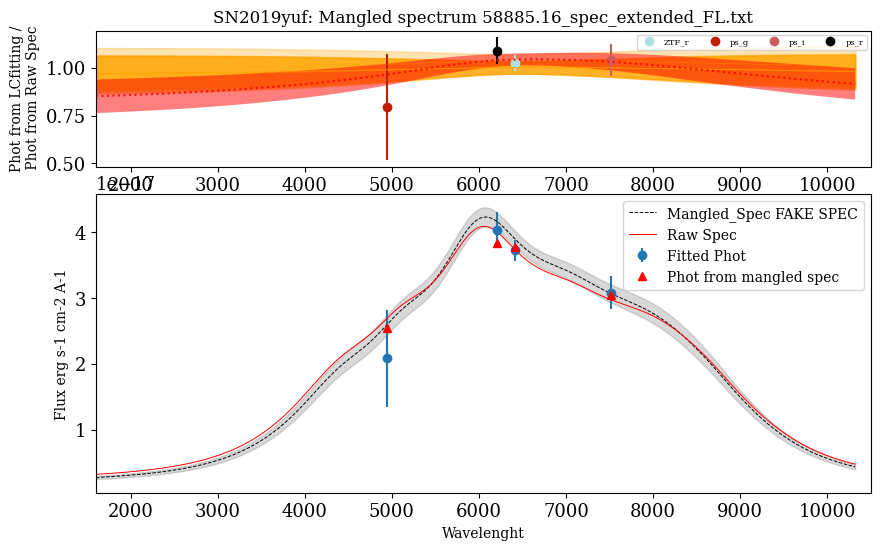 SN2019yuf: Mangled spectrum 58885.16_spec_extended_FL.txt
Phot from LCfitting /
Phot from Raw Spec
1.00
0.75
0.50
ZTF_r
ps_g
ps_i
ps_r
2000 3000 4000 5000 6000 7000 8000 9000 10000
1e−17
Flux erg s-1 cm-2 A-1
4
3
2
1
Mangled_Spec FAKE SPEC
Raw Spec
Fitted Phot
Phot from mangled spec
2000 3000 4000 5000 6000 7000 8000 9000 10000
Wavelenght